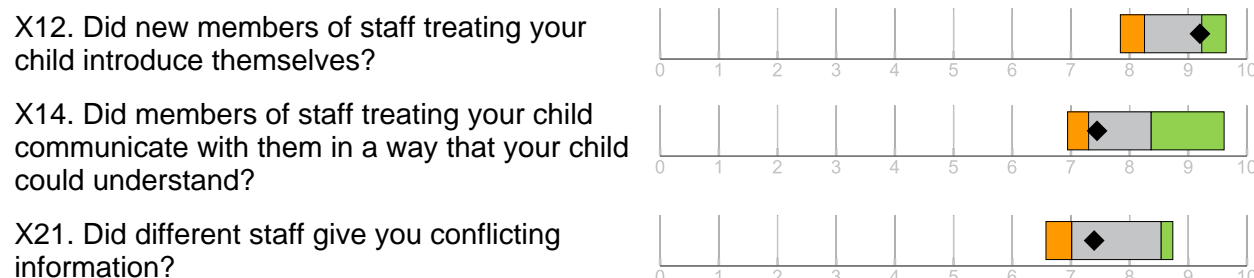 X12. Did new members of staff treating your
child introduce themselves?
0 1 2 3 4 5 6 7 8 9 10
X14. Did members of staff treating your child
communicate with them in a way that your child
could understand?
0 1 2 3 4 5 6 7 8 9 10
X21. Did different staff give you conflicting
information?
0 1 2 3 4 5 6 7 8 9 10